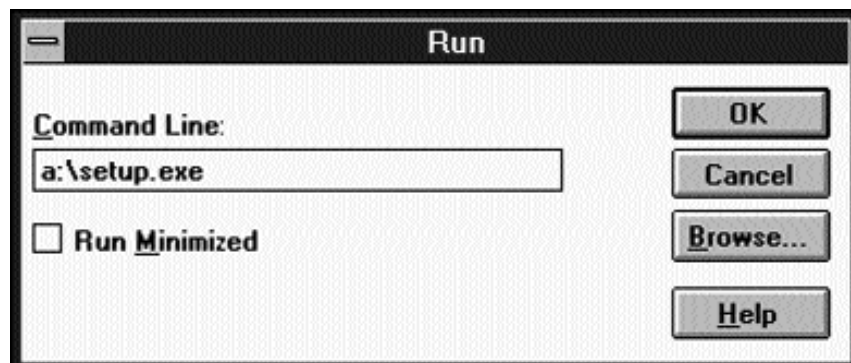 Run
Command Line:
a:\setup.exe
Run Minimized
OK
Cancel
Browse...
Help